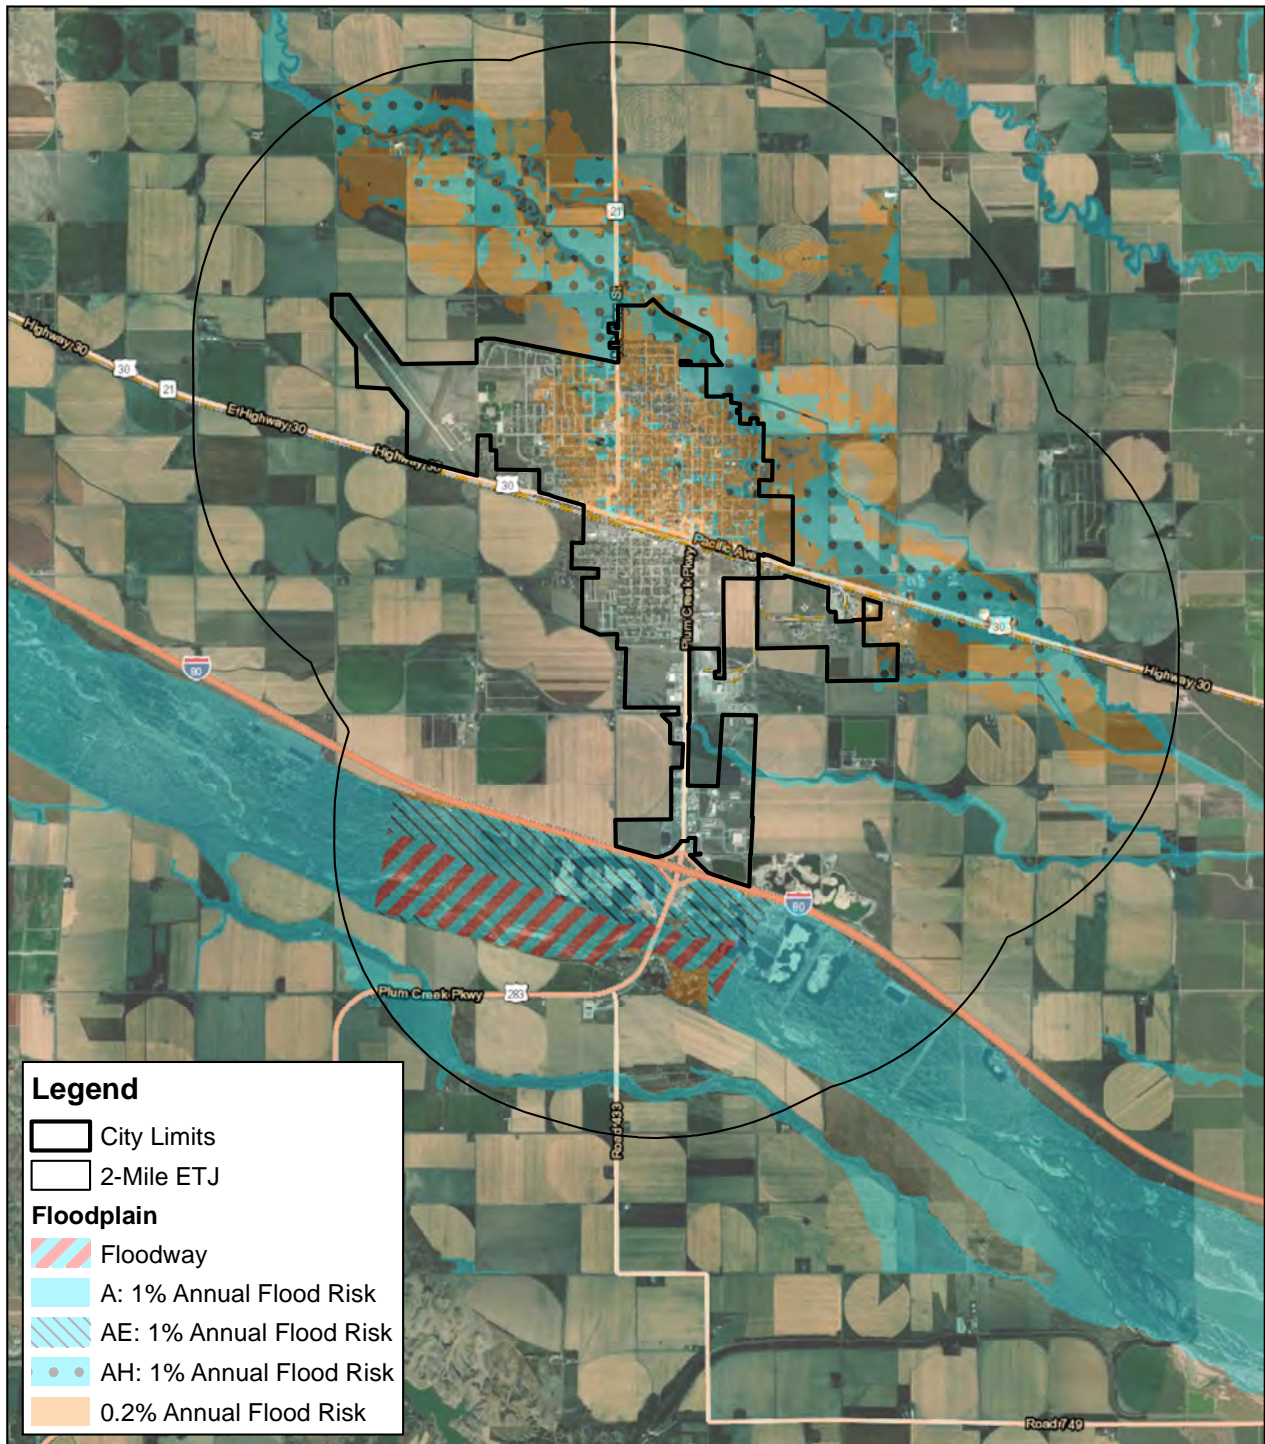 21
St
Highway 30
30
21
E Highway 30
Highway 30
30
Pacific Ave
Plum Creek Pkwy
30
Highway 30
80
80
Plum Creek Pkwy
283
Road 433
Road 749
Legend
City Limits
2-Mile ETJ
Floodplain
Floodway
A: 1% Annual Flood Risk
AE: 1% Annual Flood Risk
AH: 1% Annual Flood Risk
0.2% Annual Flood Risk